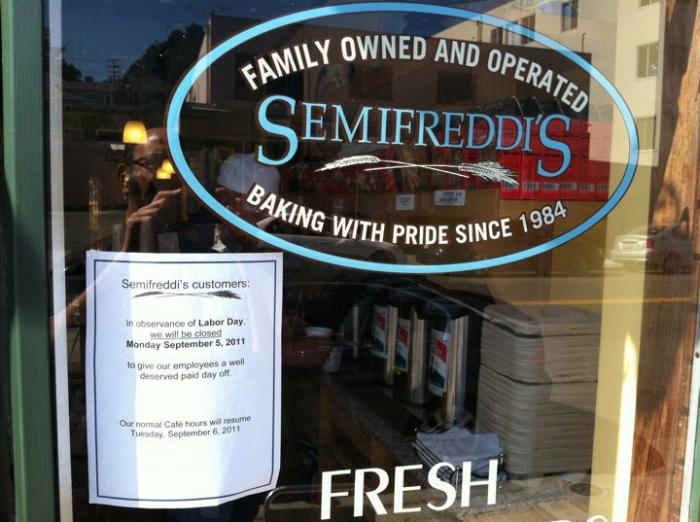 FAMILY OWNED AND OPERATED
SEMIFREDDI'S
BAKING WITH PRIDE SINCE 1984
Semifreddi's customers:
In observance of Labor Day,
we will be closed
Monday September 5, 2011
to give our employees a well
deserved paid day off.
Our normal Café hours will resume
Tuesday, September 6, 2011
FRESH